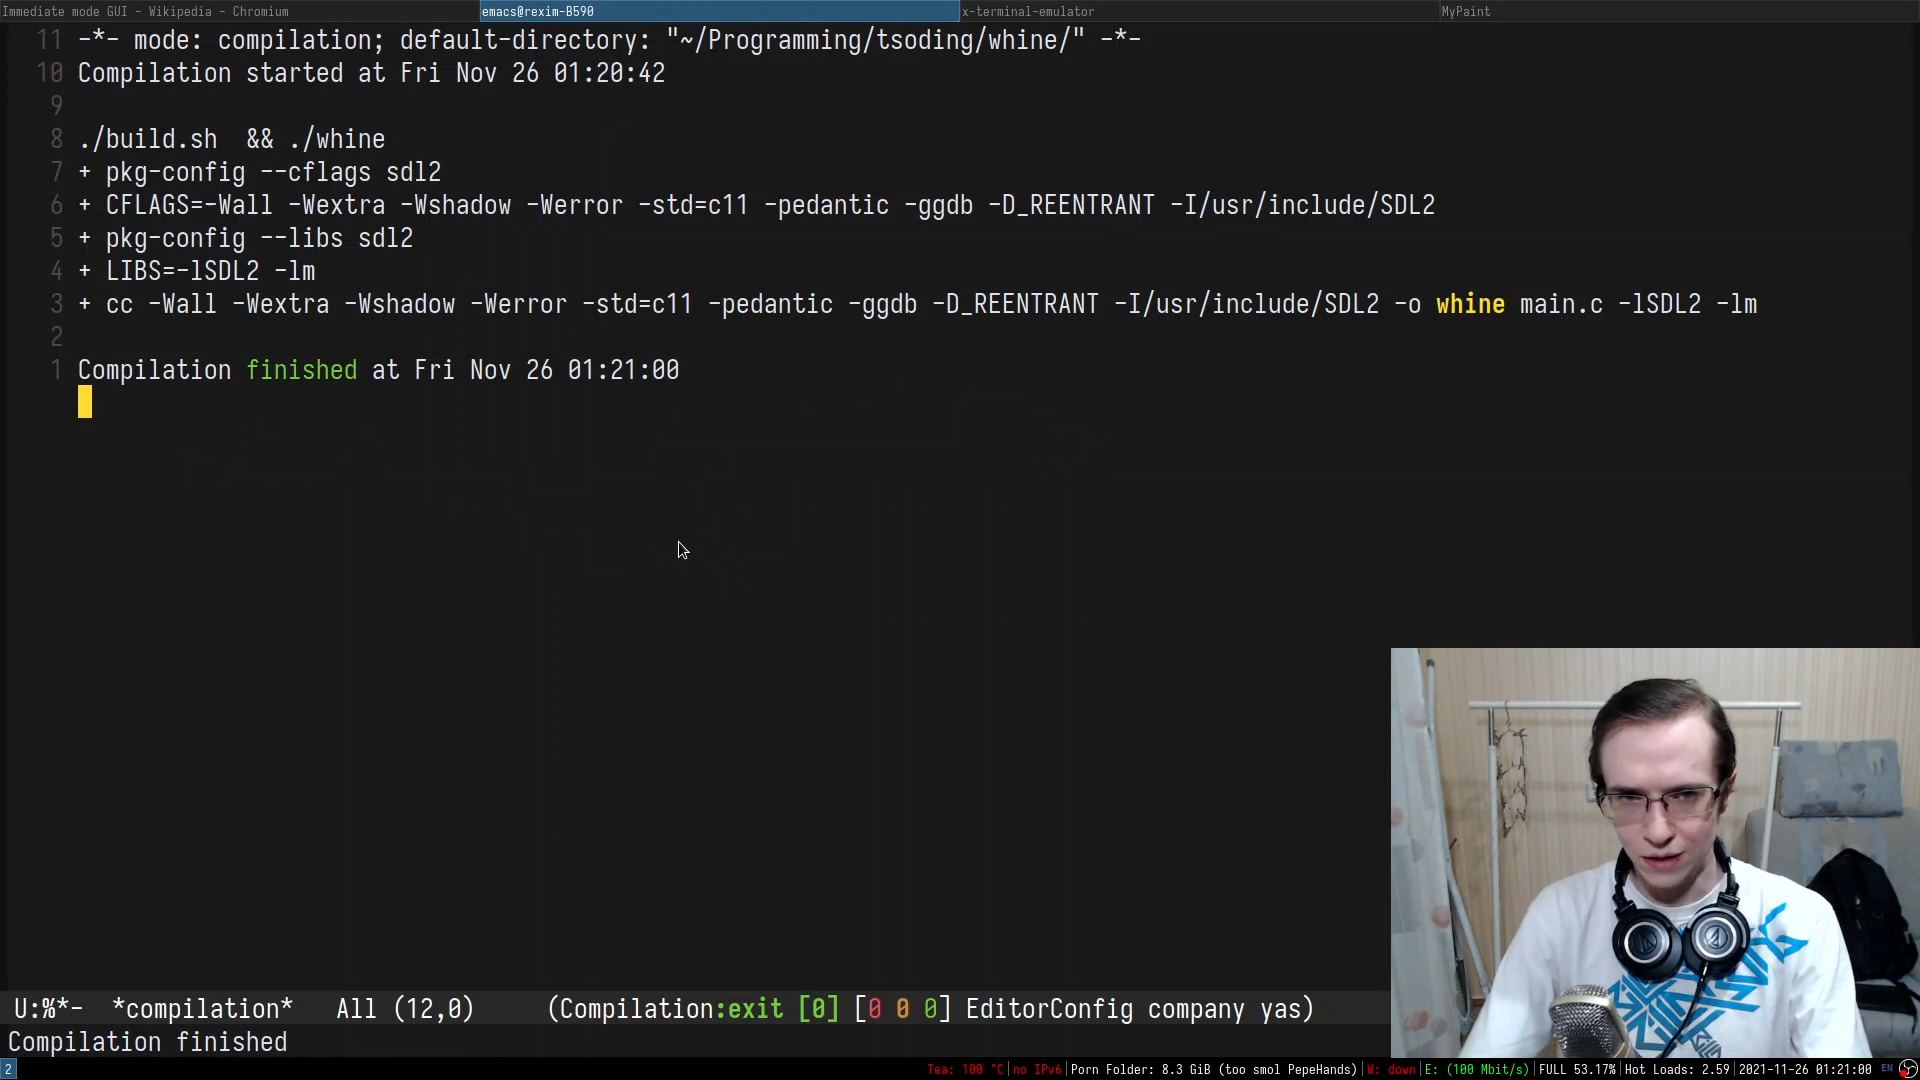 Immediate mode GUI - Wikipedia - Chromium
emacs@rexim-B590
x-terminal-emulator
MyPaint
11 -*- mode: compilation; default-directory: "~/Programming/tsoding/whine/" -*-
10 Compilation started at Fri Nov 26 01:20:42
9
8 ./build.sh  && ./whine
7 + pkg-config --cflags sdl2
6 + CFLAGS=-Wall -Wextra -Wshadow -Werror -std=c11 -pedantic -ggdb -D_REENTRANT -I/usr/include/SDL2
5 + pkg-config --libs sdl2
4 + LIBS=-lSDL2 -lm
3 + cc -Wall -Wextra -Wshadow -Werror -std=c11 -pedantic -ggdb -D_REENTRANT -I/usr/include/SDL2 -o whine main.c -lSDL2 -lm
2
1 Compilation finished at Fri Nov 26 01:21:00
U:%*-  *compilation*   All (12,0)     (Compilation:exit [0] [0 0 0] EditorConfig company yas)
Compilation finished
2
Tea: 100 °C|no IPv6|Porn Folder: 8.3 GiB (too smol PepeHands)|W: down|E: (100 Mbit/s)|FULL 53.17%|Hot Loads: 2.59|2021-11-26 01:21:00 EN